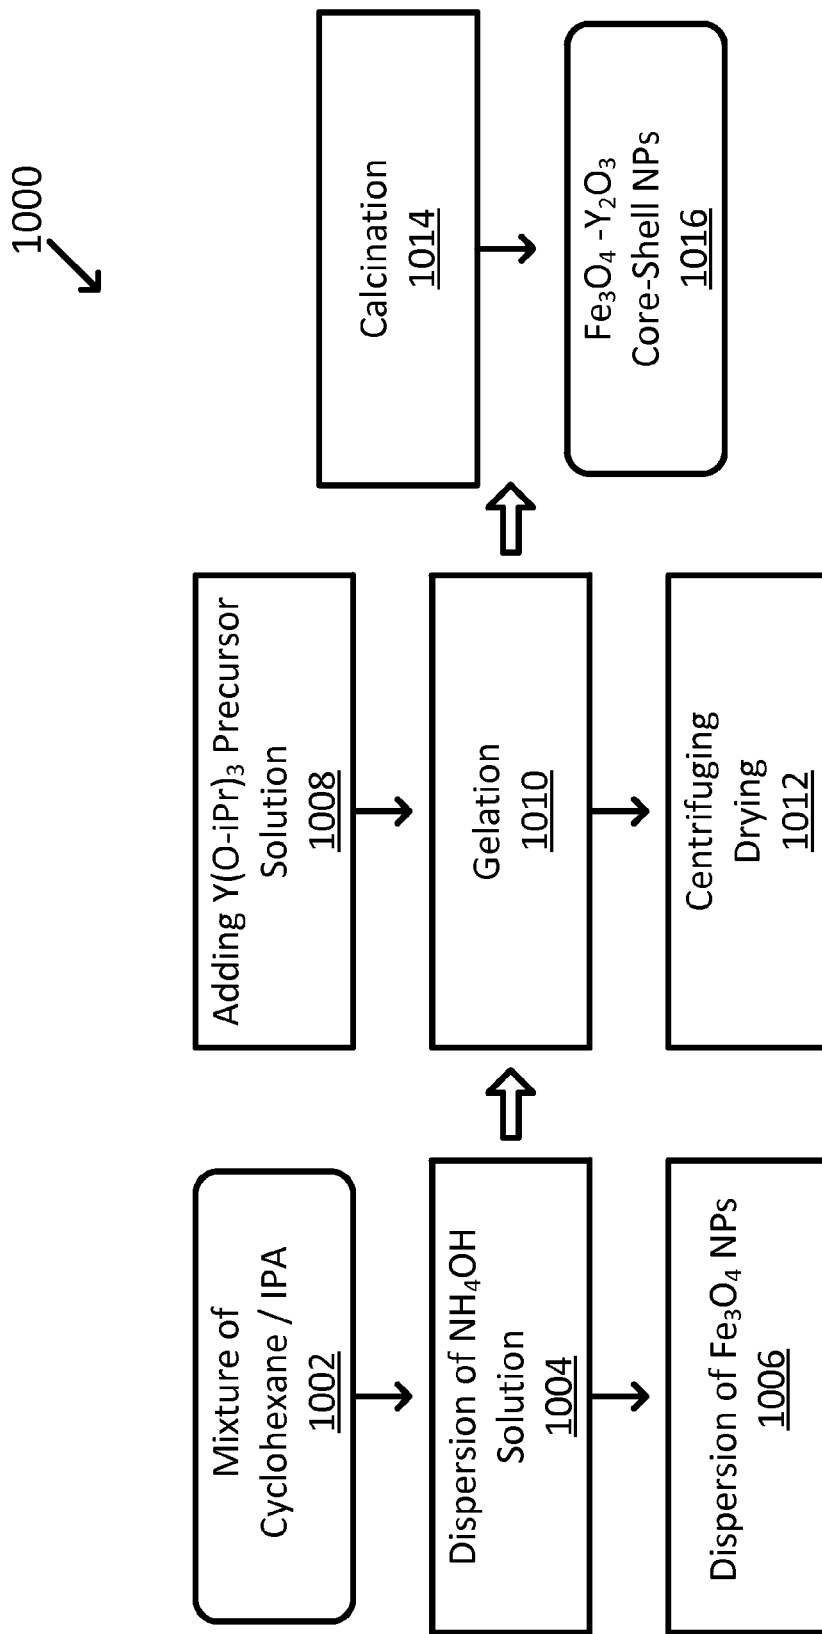 1000
Mixture of
Cyclohexane / IPA
1002
Dispersion of NH₄OH
Solution
1004
Dispersion of Fe₃O₄ NPs
1006
Adding Y(O-iPr)₃ Precursor
Solution
1008
Gelation
1010
Centrifuging
Drying
1012
Calcination
1014
Fe₃O₄ -Y₂O₃
Core-Shell NPs
1016